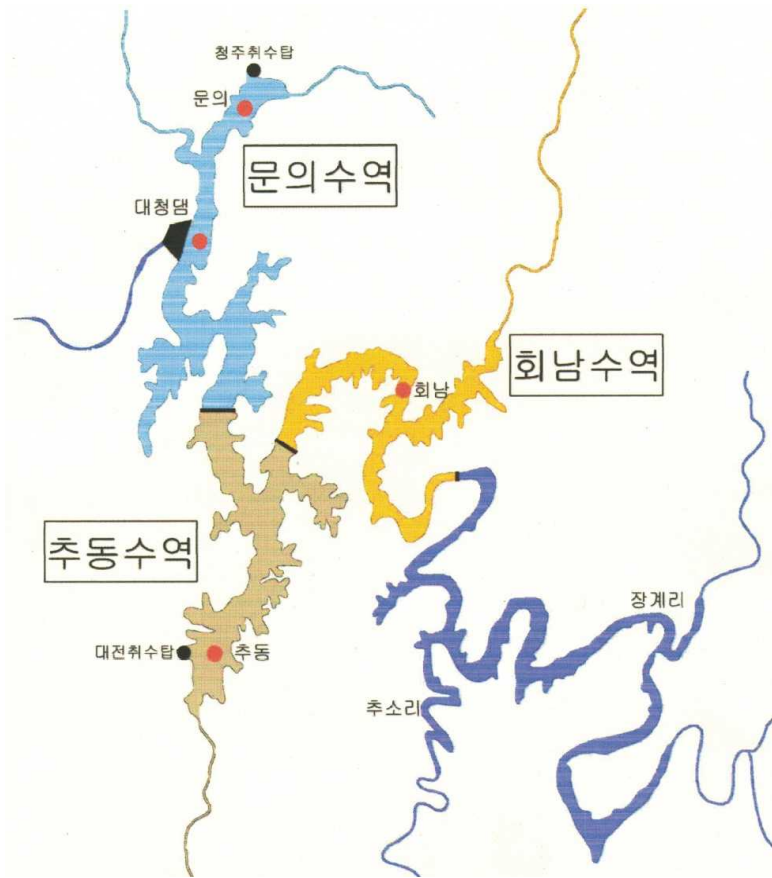 청주취수탑
문의
문의수역
대청댐
회남수역
회남
추동수역
장계리
대전취수탑
추동
추소리